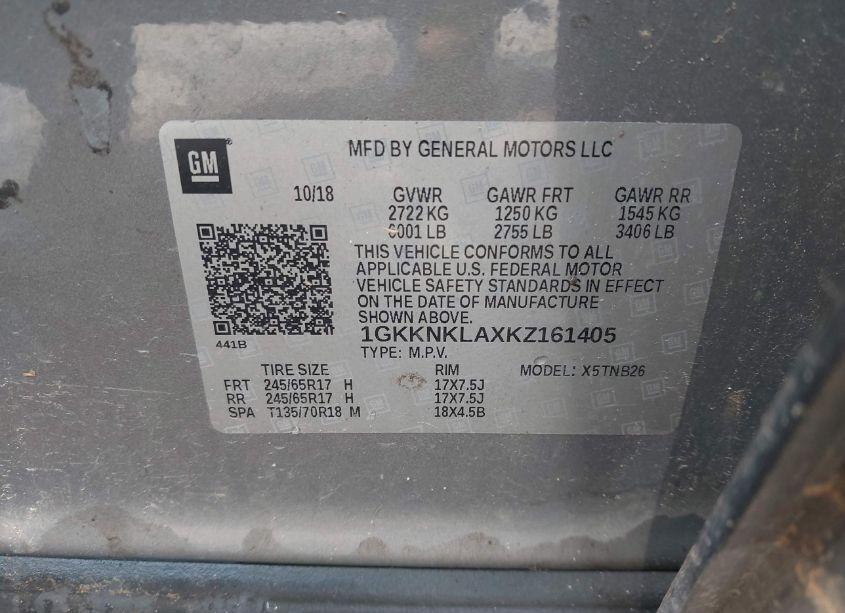 GM
MFD BY GENERAL MOTORS LLC
10/18 GVWR GAWR FRT GAWR RR
2722 KG 1250 KG 1545 KG
6001 LB 2755 LB 3406 LB
THIS VEHICLE CONFORMS TO ALL
APPLICABLE U.S. FEDERAL MOTOR
VEHICLE SAFETY STANDARDS IN EFFECT
ON THE DATE OF MANUFACTURE
SHOWN ABOVE.
1GKKNKLAXKZ161405
441B
TYPE: M.P.V.
TIRE SIZE RIM MODEL: X5TNB26
FRT 245/65R17 H 17X7.5J
RR 245/65R17 H 17X7.5J
SPA T135/70R18 M 18X4.5B